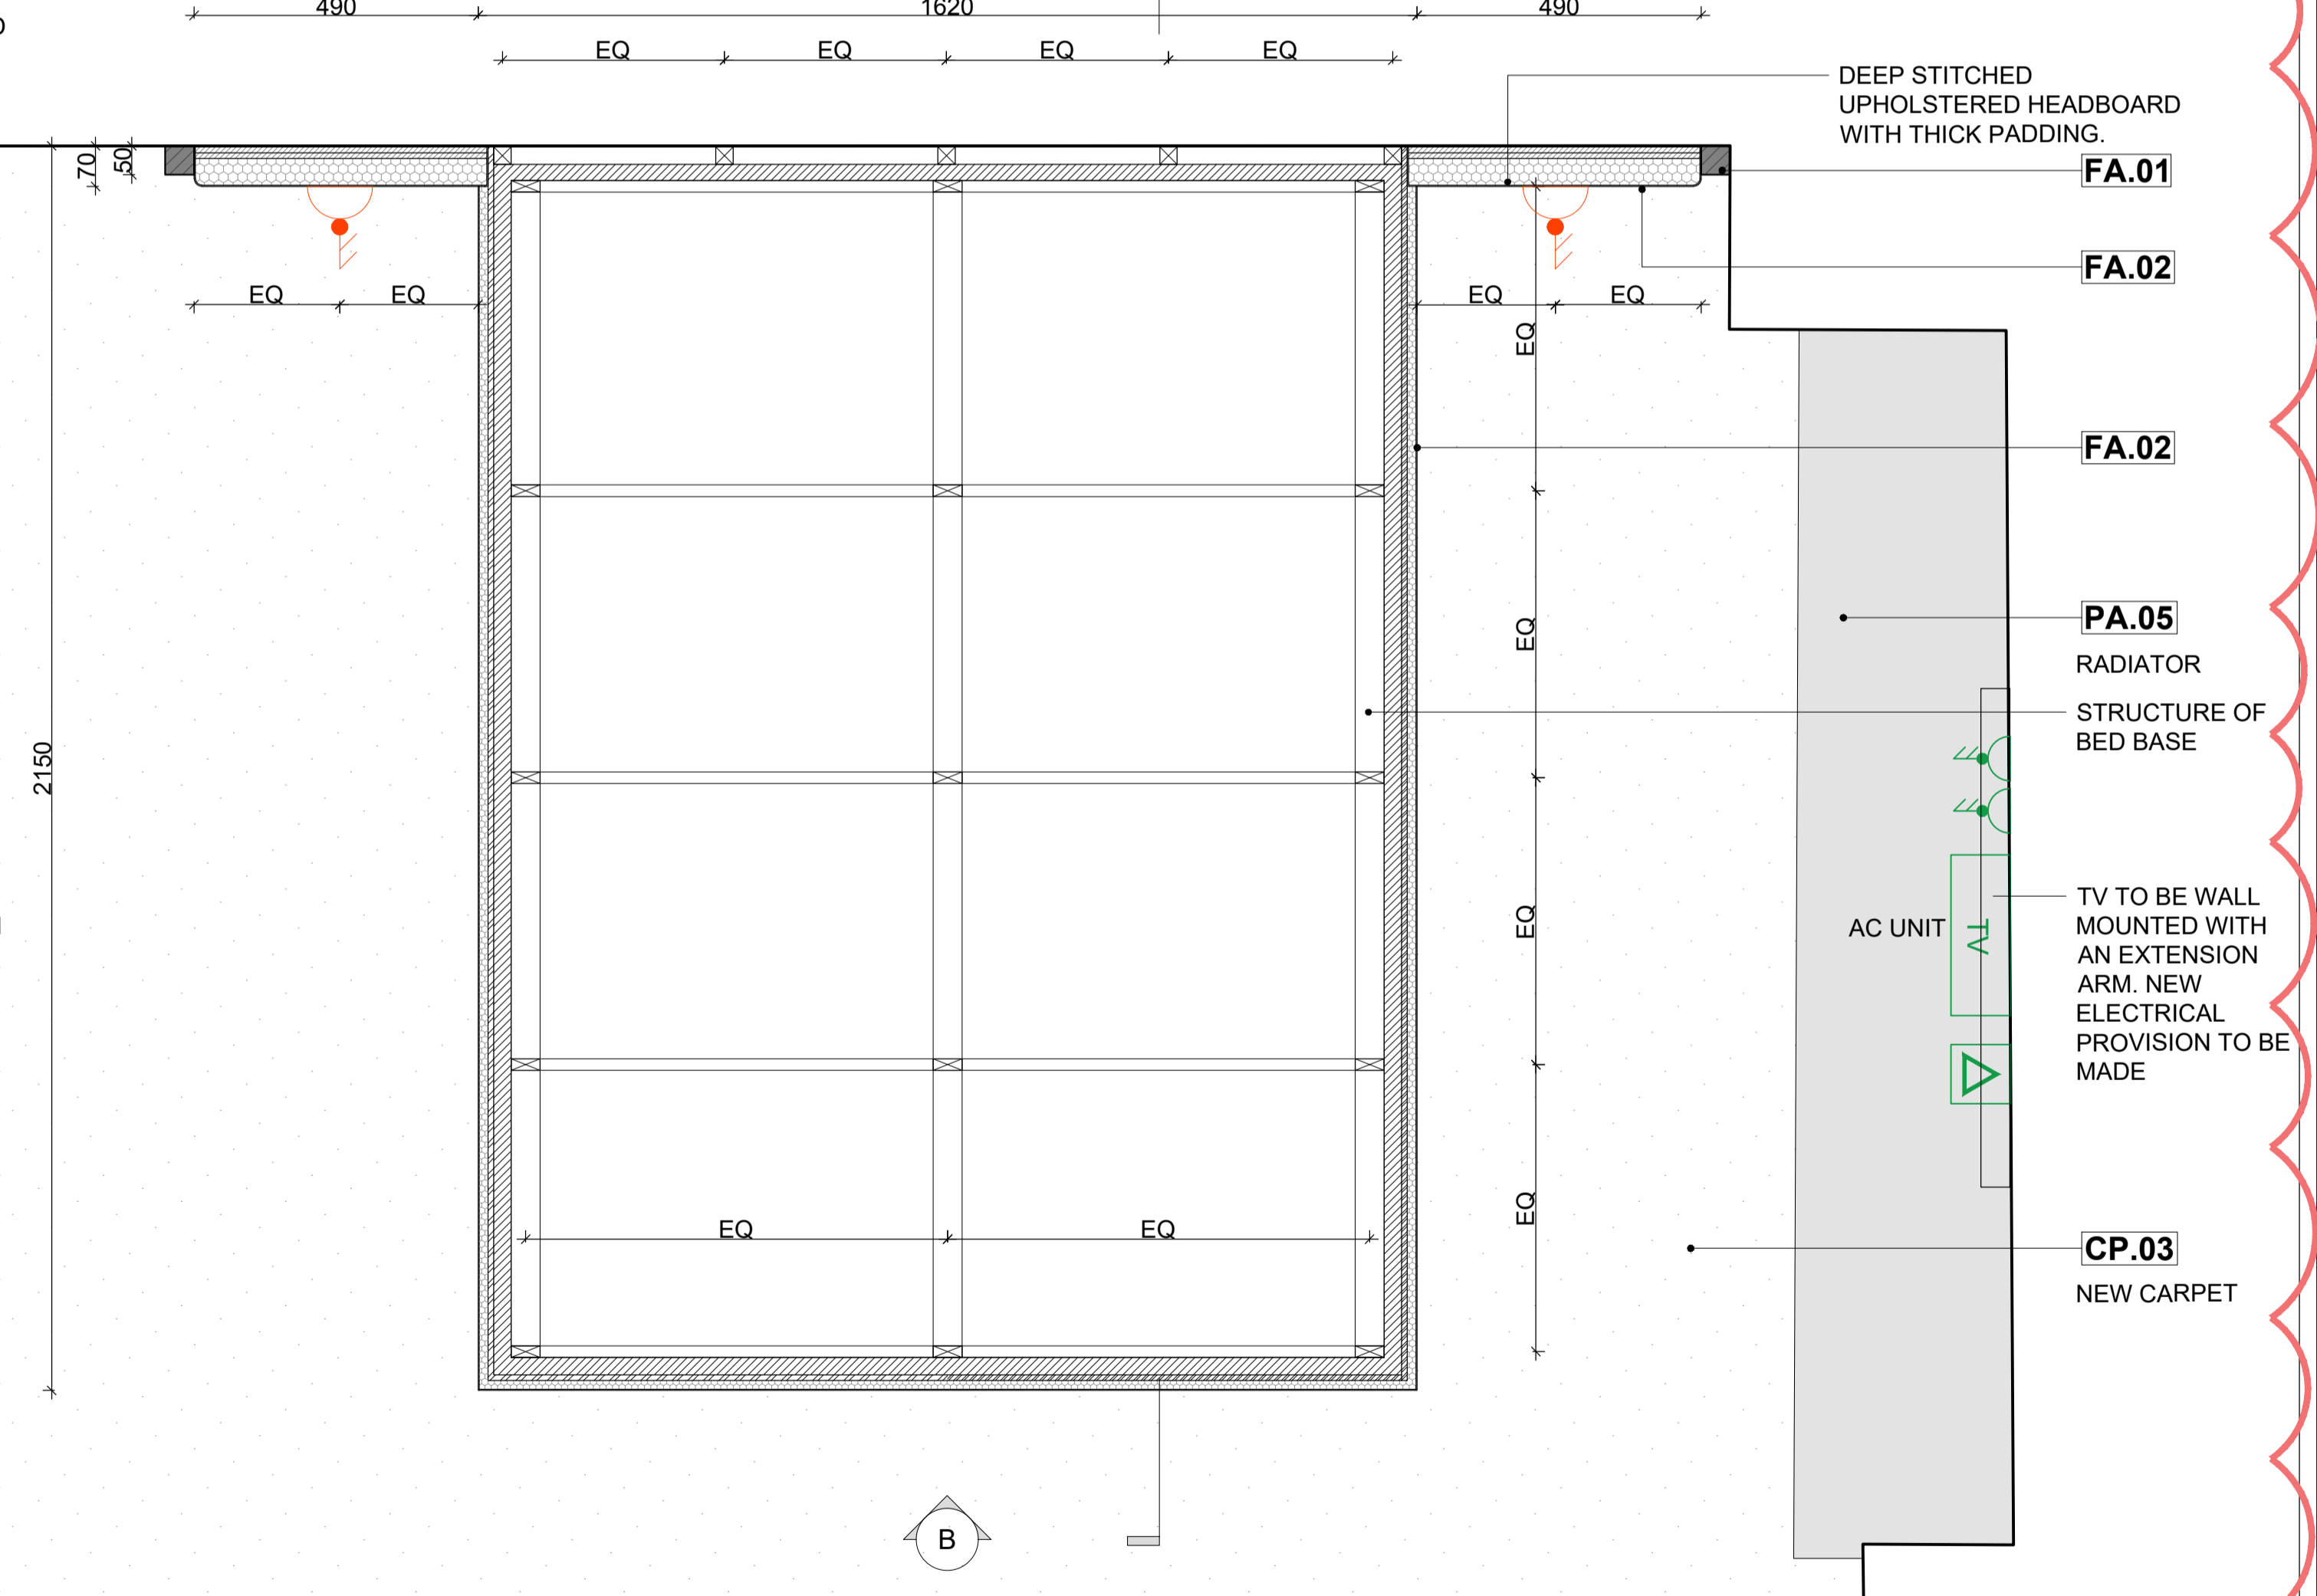 490
1620
490
EQ
EQ
EQ
EQ
DEEP STITCHED
UPHOLSTERED HEADBOARD
WITH THICK PADDING.
70
50
FA.01
FA.02
EQ
EQ
EQ
EQ
EQ
FA.02
PA.05
RADIATOR
EQ
STRUCTURE OF
BED BASE
2150
TV TO BE WALL
MOUNTED WITH
AN EXTENSION
ARM. NEW
ELECTRICAL
PROVISION TO BE
MADE
EQ
AC UNIT
TV
EQ
EQ
EQ
CP.03
NEW CARPET
B